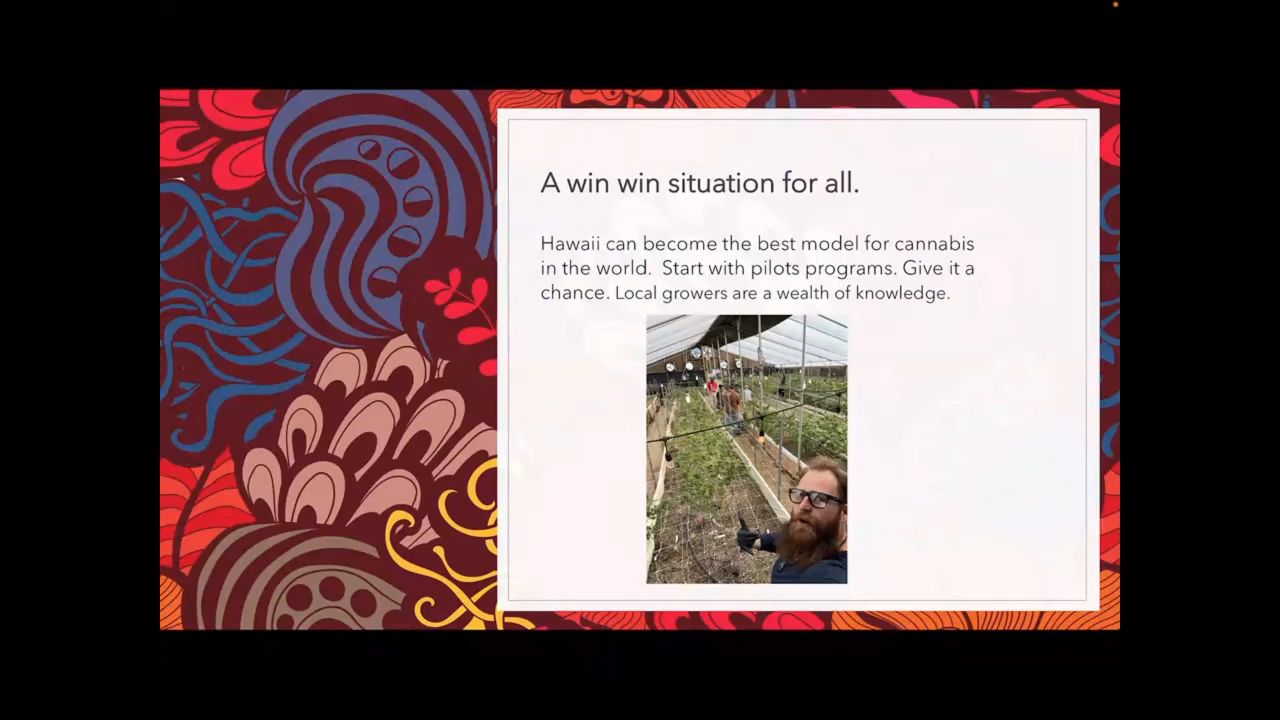 A win win situation for all.
Hawaii can become the best model for cannabis
in the world.  Start with pilots programs. Give it a
chance. Local growers are a wealth of knowledge.